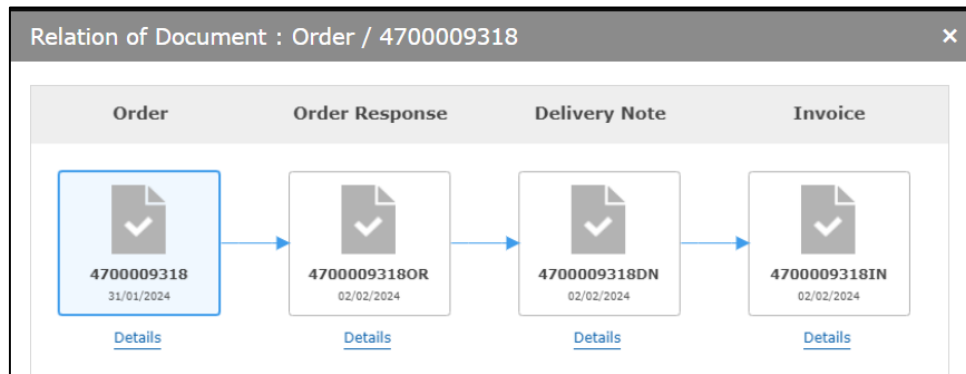 Relation of Document : Order / 4700009318 ×
Order Order Response Delivery Note Invoice
4700009318 4700009318OR 4700009318DN 4700009318IN
31/01/2024 02/02/2024 02/02/2024 02/02/2024
Details Details Details Details